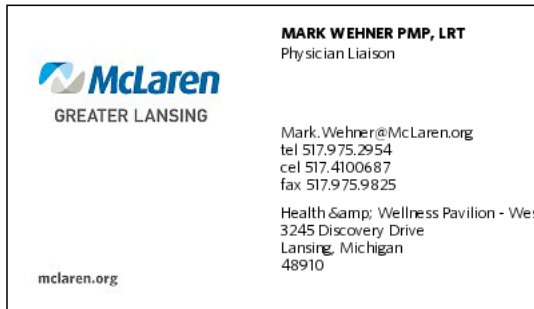 McLaren
GREATER LANSING
mclaren.org
MARK WEHNER PMP, LRT
Physician Liaison
Mark.Wehner@McLaren.org
tel 517.975.2954
cel 517.4100687
fax 517.975.9825
Health &amp; Wellness Pavilion - Wes
3245 Discovery Drive
Lansing, Michigan
48910